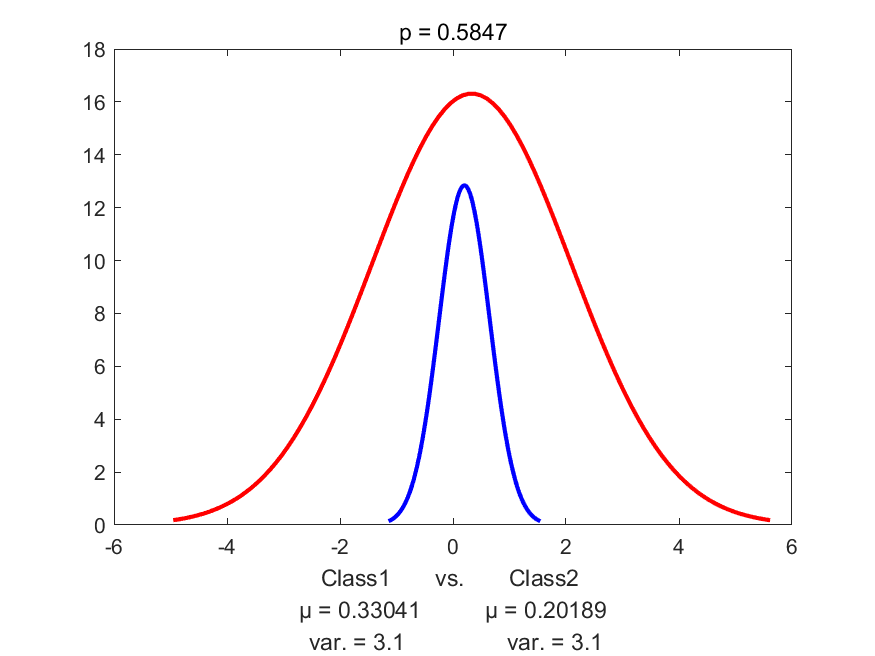 p = 0.5847
18
16
14
12
10
8
6
4
2
0
-6 -4 -2 0 2 4 6
Class1 vs. Class2
μ = 0.33041 μ = 0.20189
var. = 3.1 var. = 3.1